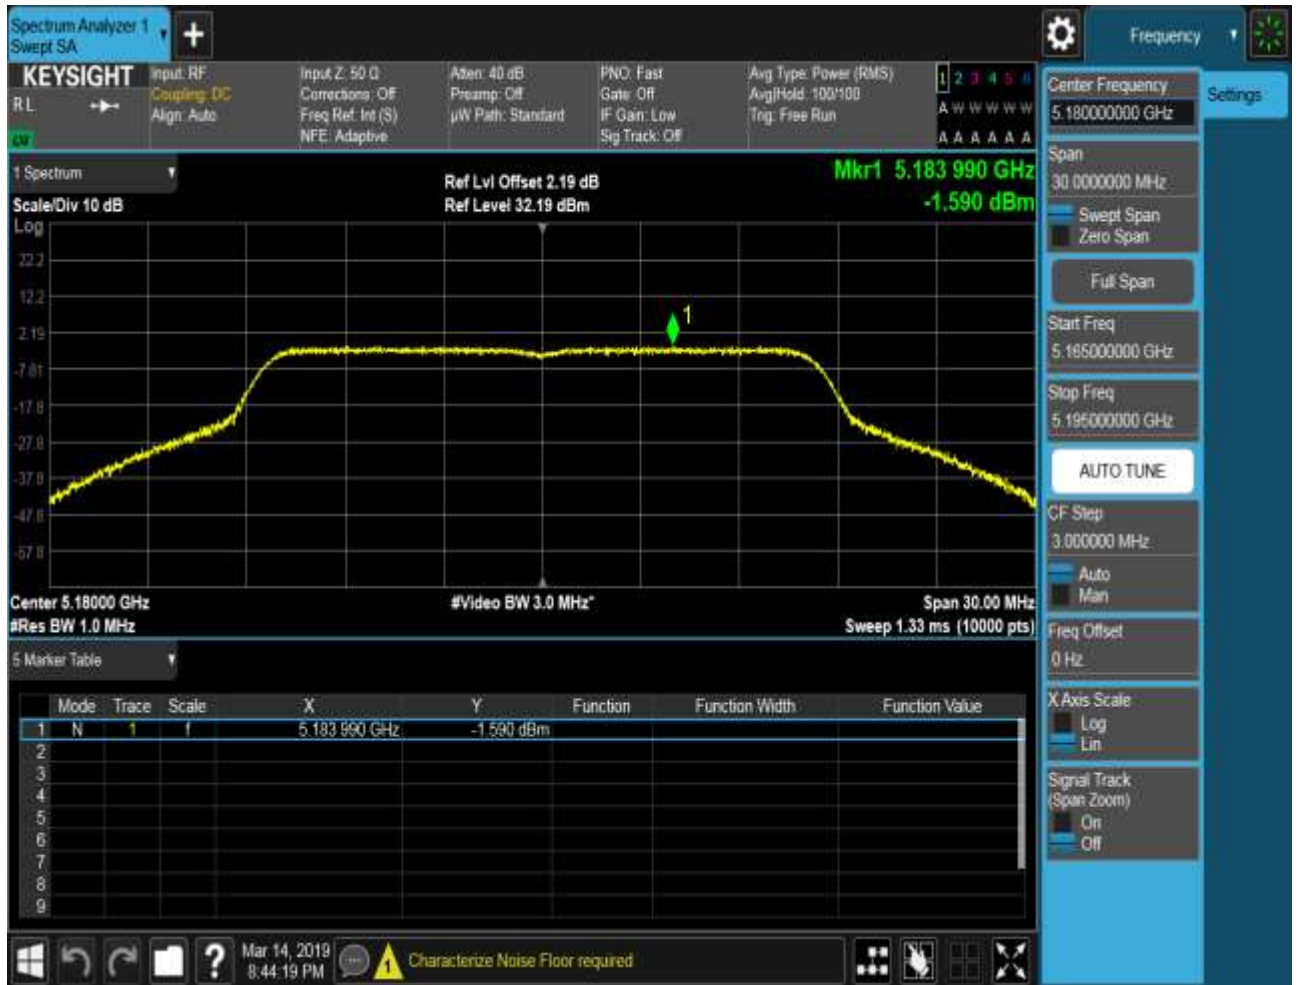 Spectrum Analyzer 1
Swept SA
Frequency
KEYSIGHT
RL
Input: RF
Coupling: DC
Align: Auto
Input Z: 50 Ω
Corrections: Off
Freq Ref: Int (S)
NFE: Adaptive
Atten: 40 dB
Preamp: Off
µW Path: Standard
PNO: Fast
Gate: Off
IF Gain: Low
Sig Track: Off
Avg Type: Power (RMS)
Avg|Hold: 100/100
Trig: Free Run
1 2 3 4 5 6
A W W W W W
A A A A A A
1 Spectrum
Scale/Div 10 dB
Ref Lvl Offset 2.19 dB
Ref Level 32.19 dBm
Mkr1 5.183 990 GHz
-1.590 dBm
Log
22.2
12.2
2.19
-7.81
-17.8
-27.8
-37.8
-47.8
-57.8
1
Center 5.18000 GHz
#Res BW 1.0 MHz
#Video BW 3.0 MHz*
Span 30.00 MHz
Sweep 1.33 ms (10000 pts)
5 Marker Table
Mode Trace Scale X Y Function Function Width Function Value
1 N 1 f 5.183 990 GHz -1.590 dBm
2
3
4
5
6
7
8
9
Mar 14, 2019
8:44:19 PM
?
1
Characterize Noise Floor required
Settings
Center Frequency
5.180000000 GHz
Span
30.0000000 MHz
Swept Span
Zero Span
Full Span
Start Freq
5.165000000 GHz
Stop Freq
5.195000000 GHz
AUTO TUNE
CF Step
3.000000 MHz
Auto
Man
Freq Offset
0 Hz
X Axis Scale
Log
Lin
Signal Track
(Span Zoom)
On
Off